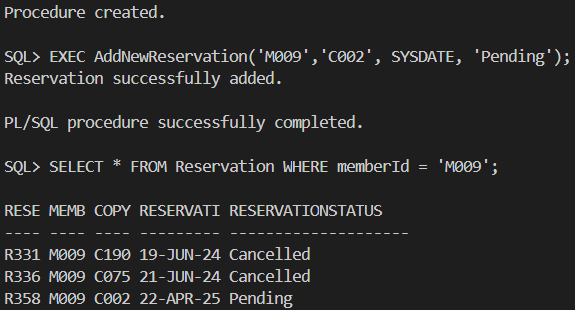 Procedure created.
SQL> EXEC AddNewReservation('M009','C002', SYSDATE, 'Pending');
Reservation successfully added.
PL/SQL procedure successfully completed.
SQL> SELECT * FROM Reservation WHERE memberId = 'M009';
RESE MEMB COPY RESERVATI RESERVATIONSTATUS
---- ---- ---- --------- --------------------
R331 M009 C190 19-JUN-24 Cancelled
R336 M009 C075 21-JUN-24 Cancelled
R358 M009 C002 22-APR-25 Pending